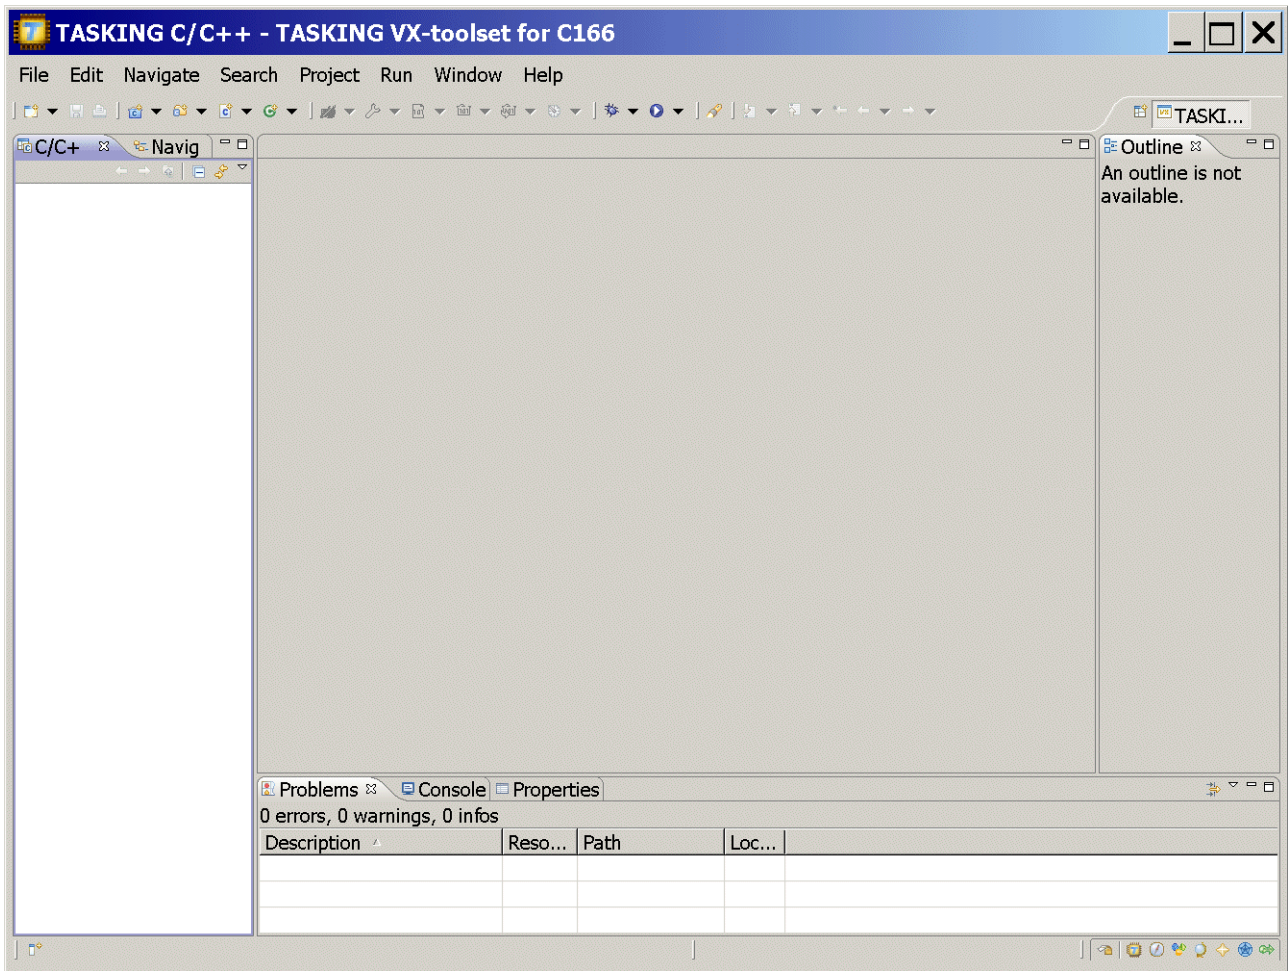 TASKING C/C++ - TASKING VX-toolset for C166
File Edit Navigate Search Project Run Window Help
TASKI...
C/C+ Navig
Outline
An outline is not
available.
Problems Console Properties
0 errors, 0 warnings, 0 infos
Description Reso... Path Loc...